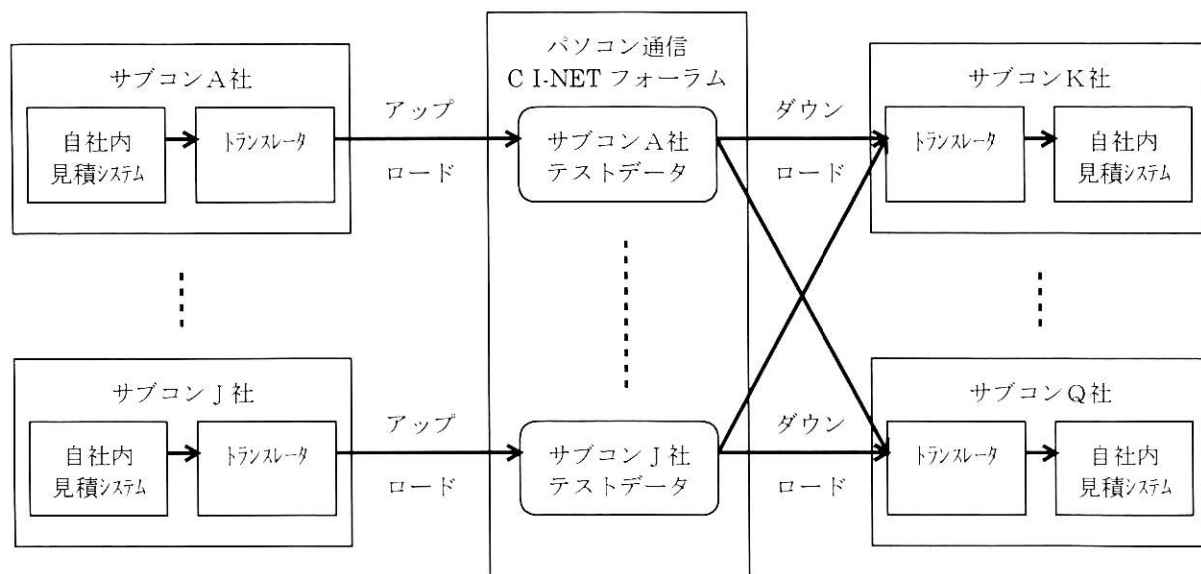 サブコンA社
自社内
見積システム
トランスレータ
アップ
ロード
パソコン通信
C I-NET フォーラム
サブコンA社
テストデータ
ダウン
ロード
サブコンK社
トランスレータ
自社内
見積システム
サブコンJ社
自社内
見積システム
トランスレータ
アップ
ロード
サブコンJ社
テストデータ
ダウン
ロード
サブコンQ社
トランスレータ
自社内
見積システム